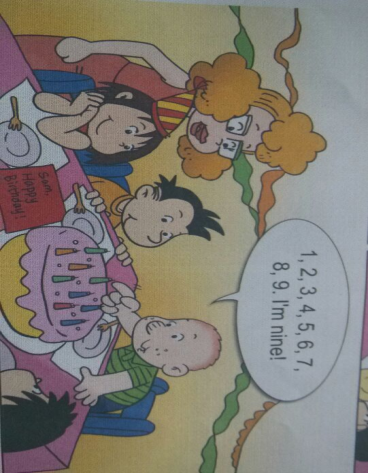 1, 2, 3, 4, 5, 6, 7,
8, 9. I'm nine!
Sam,
Happy
Birthday!